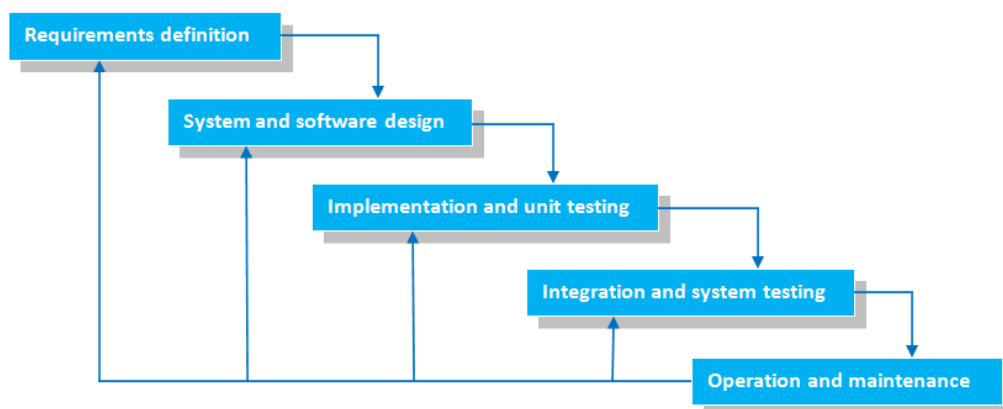 Requirements definition
System and software design
Implementation and unit testing
Integration and system testing
Operation and maintenance